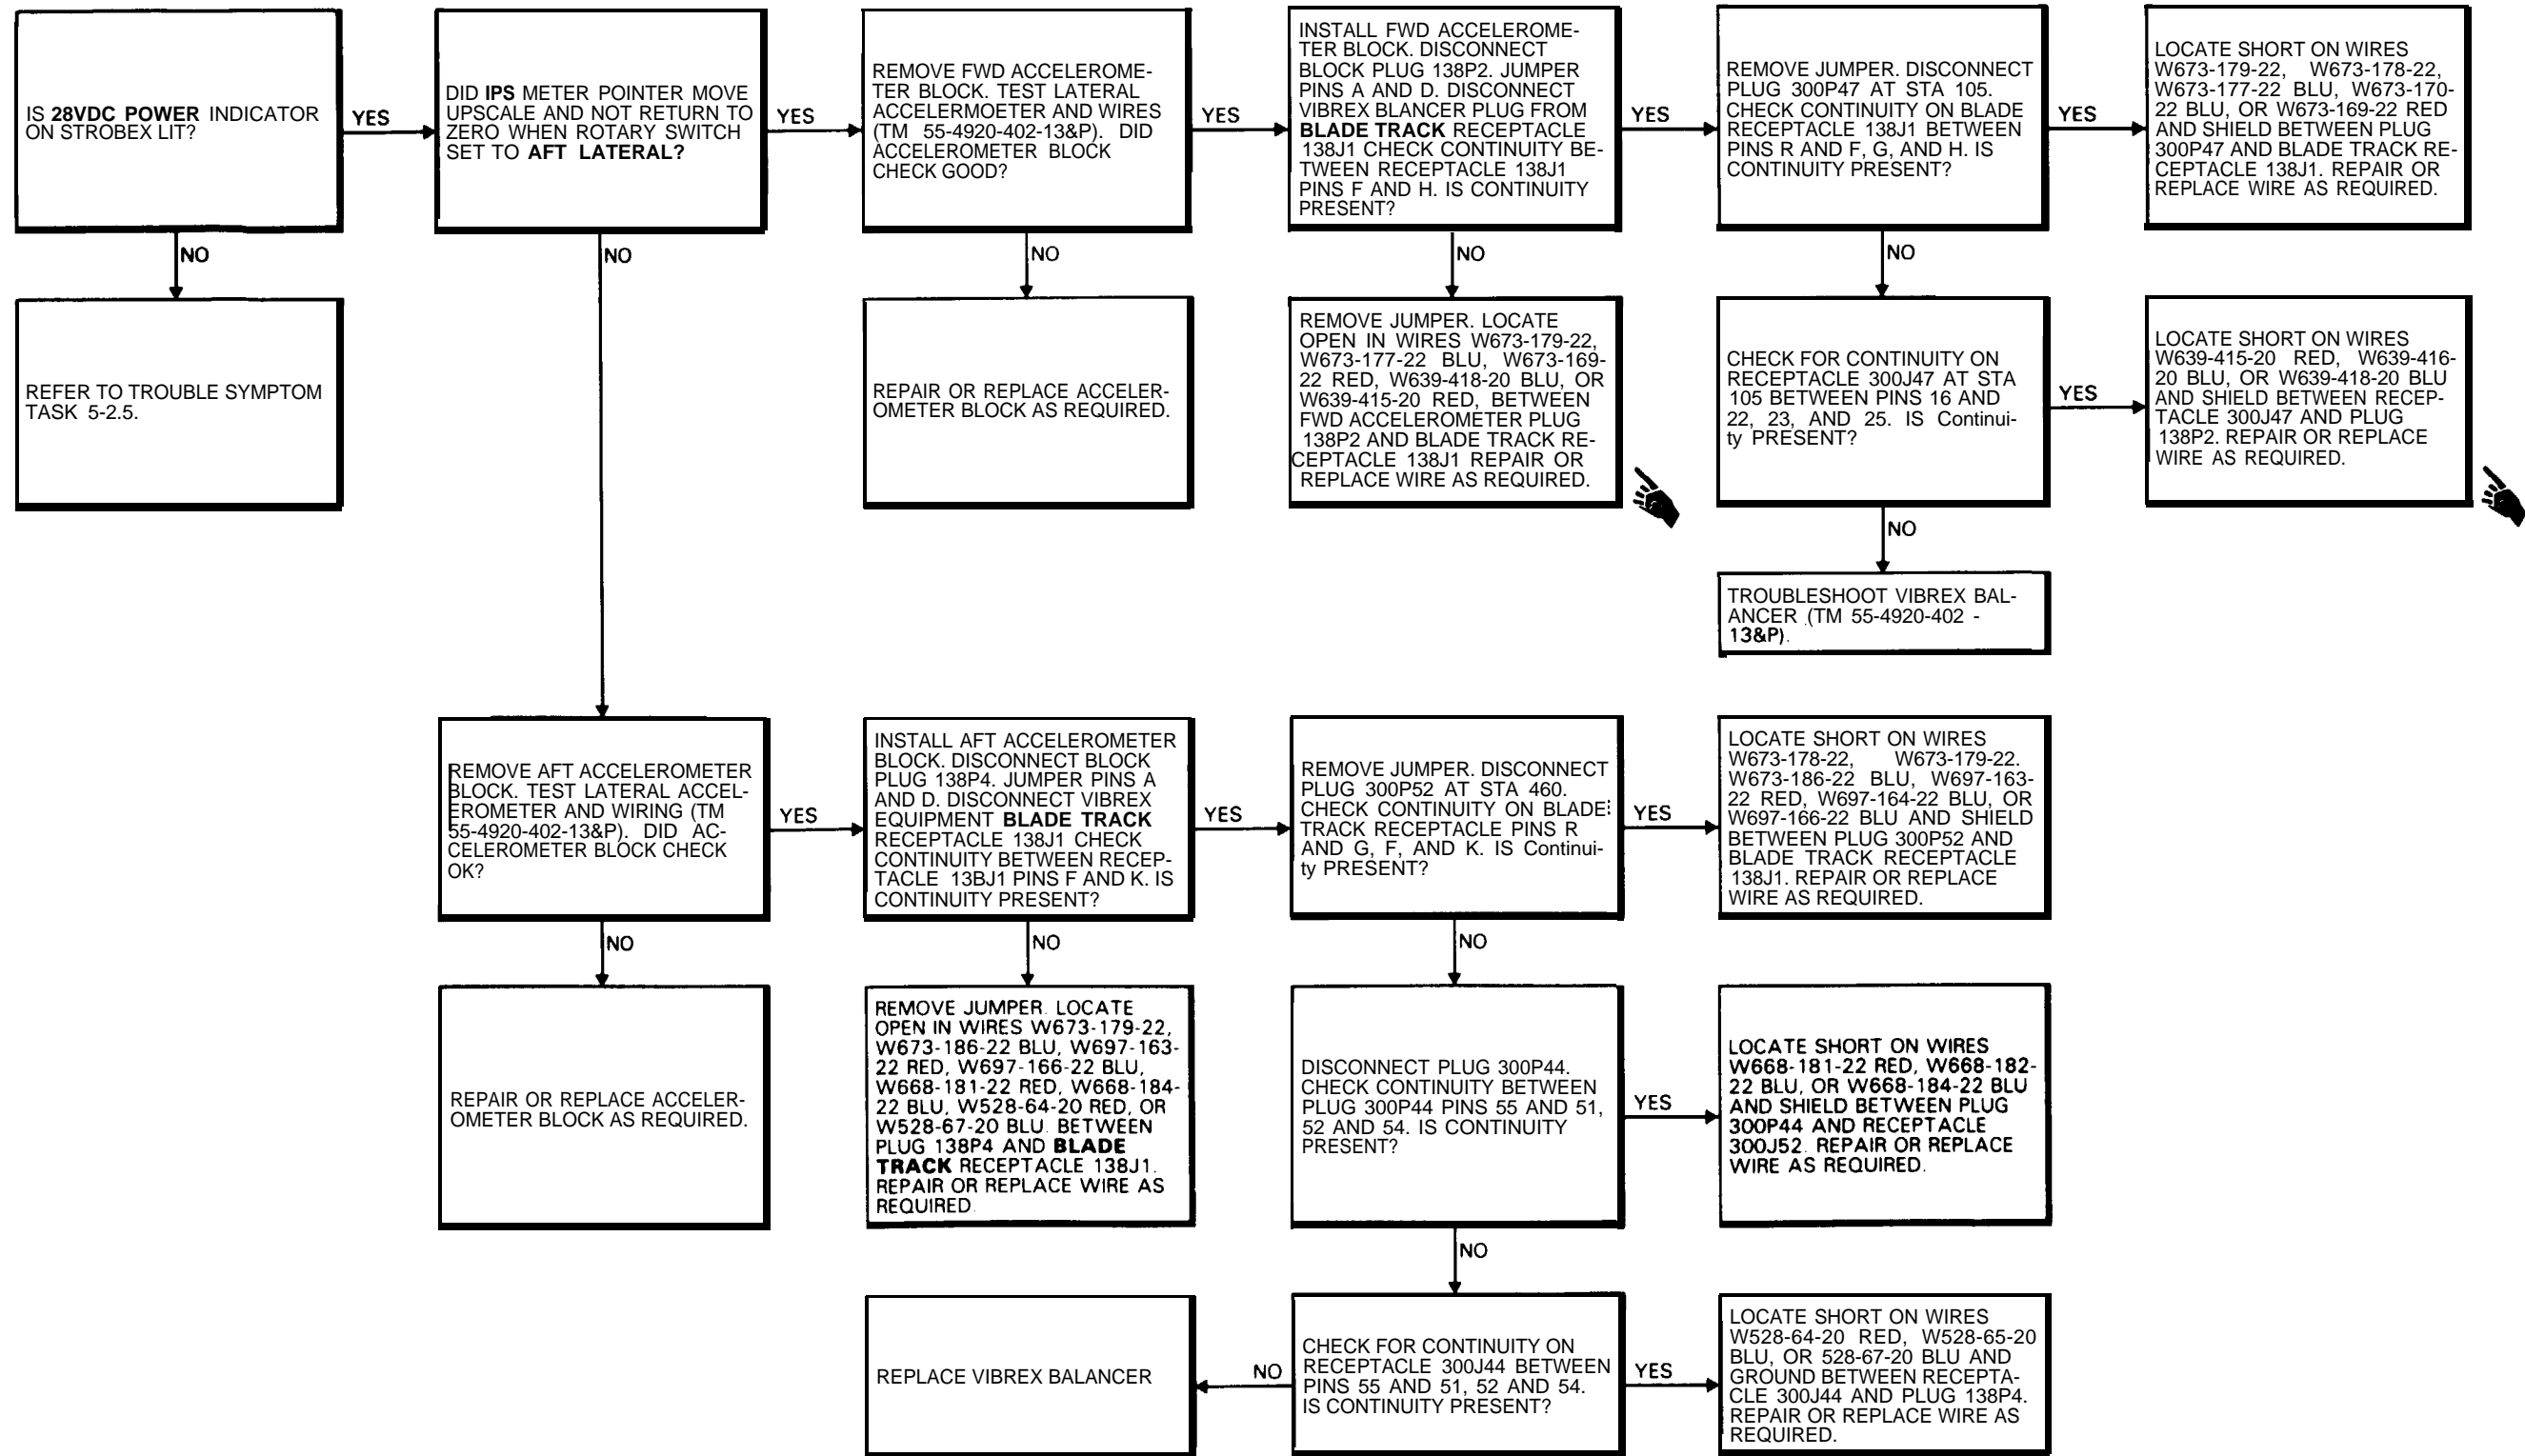 IS 28VDC POWER INDICATOR
ON STROBEX LIT?
YES
NO
REFER TO TROUBLE SYMPTOM
TASK 5-2.5.
DID IPS METER POINTER MOVE
UPSCALE AND NOT RETURN TO
ZERO WHEN ROTARY SWITCH
SET TO AFT LATERAL?
YES
NO
REMOVE FWD ACCELEROME-
TER BLOCK. TEST LATERAL
ACCELERMOETER AND WIRES
(TM 55-4920-402-13&P). DID
ACCELEROMETER BLOCK
CHECK GOOD?
YES
NO
REPAIR OR REPLACE ACCELER-
OMETER BLOCK AS REQUIRED.
INSTALL FWD ACCELEROME-
TER BLOCK. DISCONNECT
BLOCK PLUG 138P2. JUMPER
PINS A AND D. DISCONNECT
VIBREX BLANCER PLUG FROM
BLADE TRACK RECEPTACLE
138J1 CHECK CONTINUITY BE-
TWEEN RECEPTACLE 138J1
PINS F AND H. IS CONTINUITY
PRESENT?
YES
NO
REMOVE JUMPER. LOCATE
OPEN IN WIRES W673-179-22,
W673-177-22 BLU, W673-169-
22 RED, W639-418-20 BLU, OR
W639-415-20 RED, BETWEEN
FWD ACCELEROMETER PLUG
138P2 AND BLADE TRACK RE-
CEPTACLE 138J1 REPAIR OR
REPLACE WIRE AS REQUIRED.
REMOVE JUMPER. DISCONNECT
PLUG 300P47 AT STA 105.
CHECK CONTINUITY ON BLADE
RECEPTACLE 138J1 BETWEEN
PINS R AND F, G, AND H. IS
CONTINUITY PRESENT?
YES
NO
LOCATE SHORT ON WIRES
W673-179-22, W673-178-22,
W673-177-22 BLU, W673-170-
22 BLU, OR W673-169-22 RED
AND SHIELD BETWEEN PLUG
300P47 AND BLADE TRACK RE-
CEPTACLE 138J1. REPAIR OR
REPLACE WIRE AS REQUIRED.
CHECK FOR CONTINUITY ON
RECEPTACLE 300J47 AT STA
105 BETWEEN PINS 16 AND
22, 23, AND 25. IS Continui-
ty PRESENT?
YES
NO
LOCATE SHORT ON WIRES
W639-415-20 RED, W639-416-
20 BLU, OR W639-418-20 BLU
AND SHIELD BETWEEN RECEP-
TACLE 300J47 AND PLUG
138P2. REPAIR OR REPLACE
WIRE AS REQUIRED.
TROUBLESHOOT VIBREX BAL-
ANCER (TM 55-4920-402 -
13&P).
REMOVE AFT ACCELEROMETER
BLOCK. TEST LATERAL ACCEL-
EROMETER AND WIRING (TM
55-4920-402-13&P). DID AC-
CELEROMETER BLOCK CHECK
OK?
YES
NO
REPAIR OR REPLACE ACCELER-
OMETER BLOCK AS REQUIRED.
INSTALL AFT ACCELEROMETER
BLOCK. DISCONNECT BLOCK
PLUG 138P4. JUMPER PINS A
AND D. DISCONNECT VIBREX
EQUIPMENT BLADE TRACK
RECEPTACLE 138J1 CHECK
CONTINUITY BETWEEN RECEP-
TACLE 13BJ1 PINS F AND K. IS
CONTINUITY PRESENT?
YES
NO
REMOVE JUMPER. LOCATE
OPEN IN WIRES W673-179-22,
W673-186-22 BLU, W697-163-
22 RED, W697-166-22 BLU,
W668-181-22 RED, W668-184-
22 BLU, W528-64-20 RED, OR
W528-67-20 BLU. BETWEEN
PLUG 138P4 AND BLADE
TRACK RECEPTACLE 138J1.
REPAIR OR REPLACE WIRE AS
REQUIRED.
REMOVE JUMPER. DISCONNECT
PLUG 300P52 AT STA 460.
CHECK CONTINUITY ON BLADE
TRACK RECEPTACLE PINS R
AND G, F, AND K. IS Continui-
ty PRESENT?
YES
NO
LOCATE SHORT ON WIRES
W673-178-22, W673-179-22.
W673-186-22 BLU, W697-163-
22 RED, W697-164-22 BLU, OR
W697-166-22 BLU AND SHIELD
BETWEEN PLUG 300P52 AND
BLADE TRACK RECEPTACLE
138J1. REPAIR OR REPLACE
WIRE AS REQUIRED.
DISCONNECT PLUG 300P44.
CHECK CONTINUITY BETWEEN
PLUG 300P44 PINS 55 AND 51,
52 AND 54. IS CONTINUITY
PRESENT?
YES
NO
LOCATE SHORT ON WIRES
W668-181-22 RED, W668-182-
22 BLU, OR W668-184-22 BLU
AND SHIELD BETWEEN PLUG
300P44 AND RECEPTACLE
300J52. REPAIR OR REPLACE
WIRE AS REQUIRED.
CHECK FOR CONTINUITY ON
RECEPTACLE 300J44 BETWEEN
PINS 55 AND 51, 52 AND 54.
IS CONTINUITY PRESENT?
NO
YES
REPLACE VIBREX BALANCER
LOCATE SHORT ON WIRES
W528-64-20 RED, W528-65-20
BLU, OR 528-67-20 BLU AND
GROUND BETWEEN RECEPTA-
CLE 300J44 AND PLUG 138P4.
REPAIR OR REPLACE WIRE AS
REQUIRED.